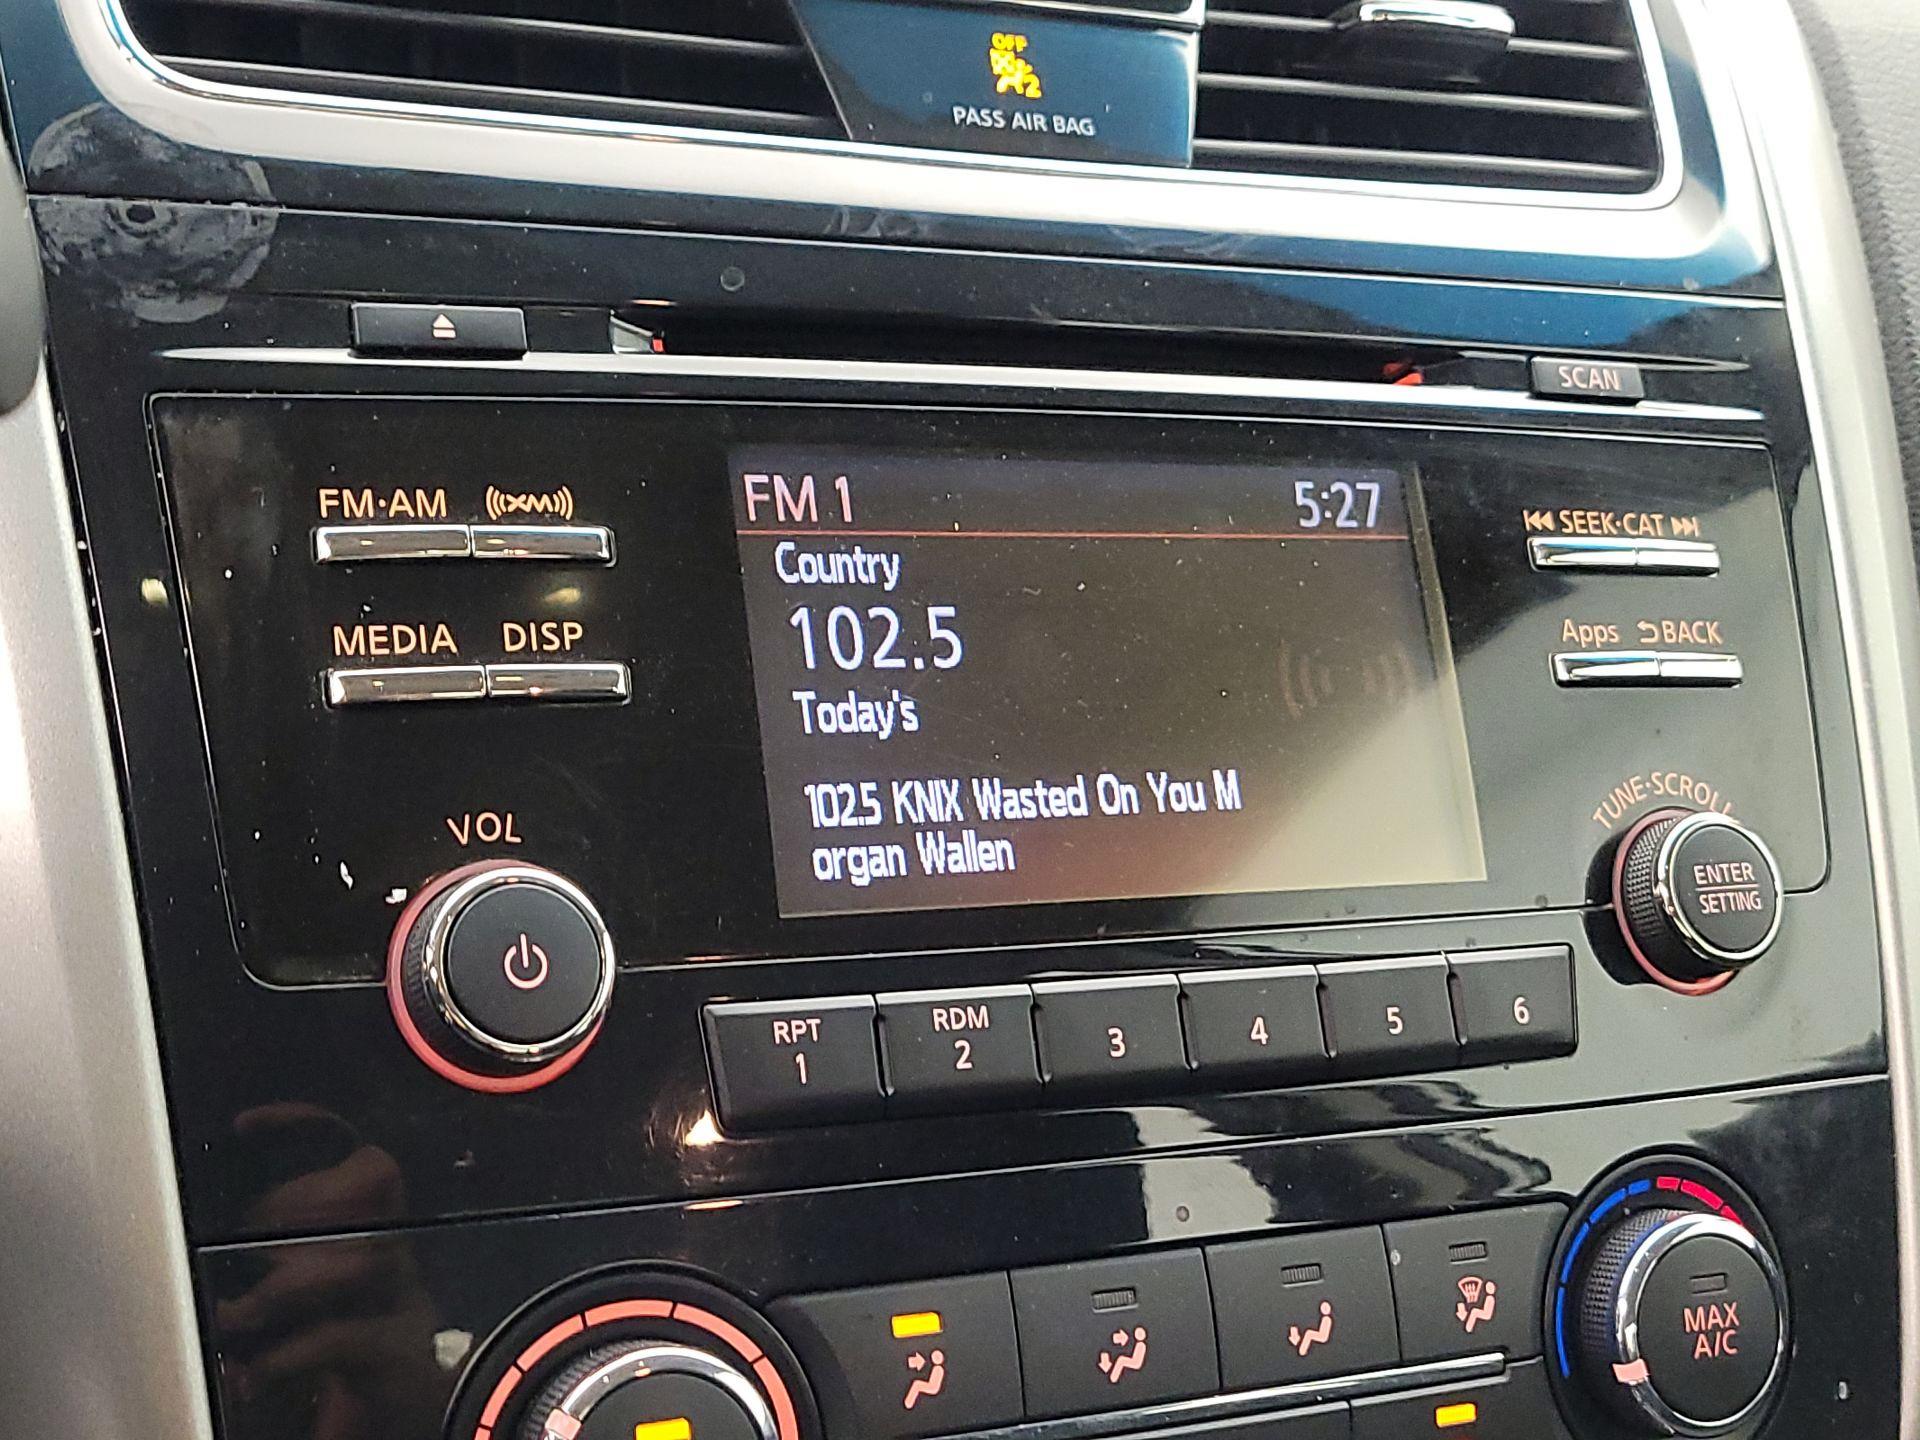 OFF
2
PASS AIR BAG
SCAN
FM·AM
(((XM)))
FM 1
5:27
SEEK·CAT
Country
102.5
MEDIA
DISP
Apps
BACK
Today's
102.5 KNIX Wasted On You M
organ Wallen
VOL
TUNE·SCROLL
ENTER
SETTING
RPT
1
RDM
2
3
4
5
6
MAX
A/C